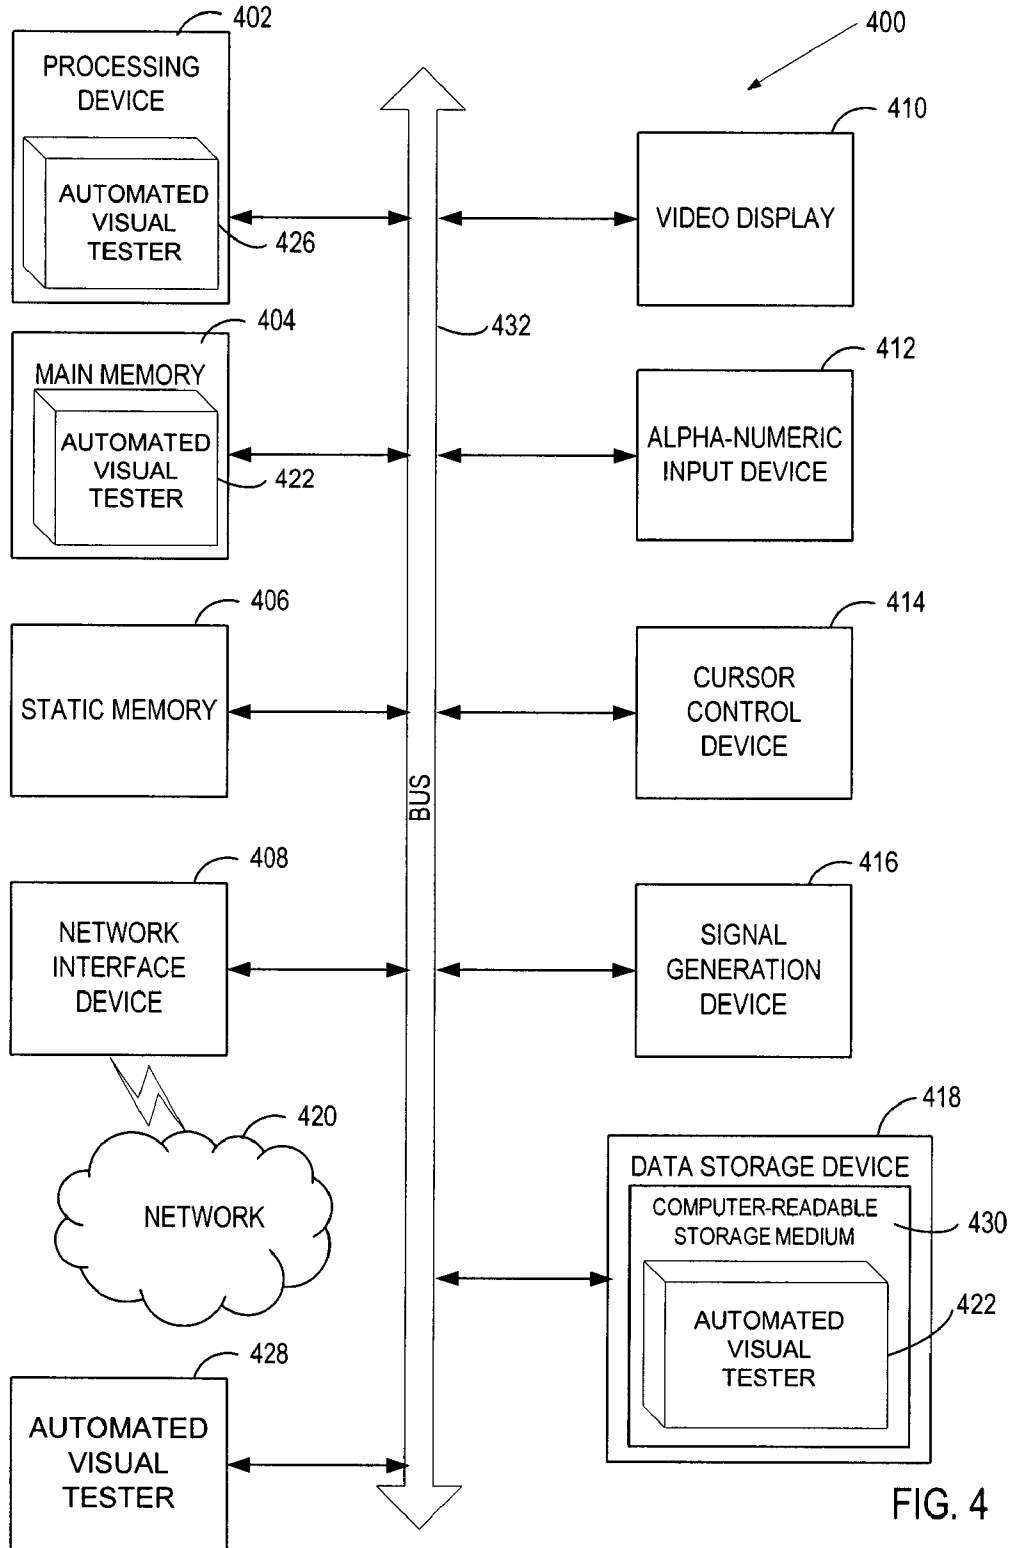 402
PROCESSING
DEVICE
AUTOMATED
VISUAL
TESTER
426
404
MAIN MEMORY
AUTOMATED
VISUAL
TESTER
422
406
STATIC MEMORY
408
NETWORK
INTERFACE
DEVICE
420
NETWORK
428
AUTOMATED
VISUAL
TESTER
432
BUS
400
410
VIDEO DISPLAY
412
ALPHA-NUMERIC
INPUT DEVICE
414
CURSOR
CONTROL
DEVICE
416
SIGNAL
GENERATION
DEVICE
418
DATA STORAGE DEVICE
COMPUTER-READABLE
STORAGE MEDIUM
430
AUTOMATED
VISUAL
TESTER
422
FIG. 4